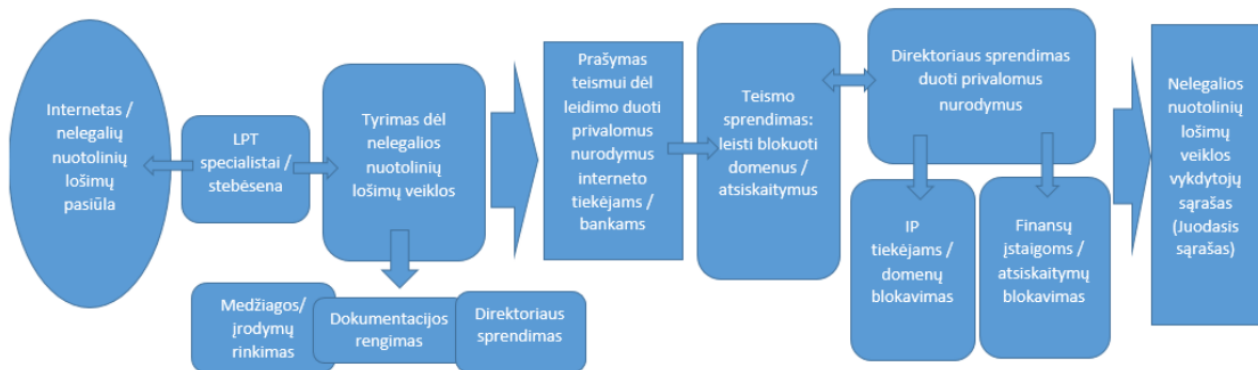 Internetas /
nelegalių
nuotolinių
lošimų
pasiūla
LPT
specialistai /
stebėsena
Tyrimas dėl
nelegalios
nuotolinių
lošimų veiklos
Medžiagos/
įrodymų
rinkimas
Dokumentacijos
rengimas
Direktoriaus
sprendimas
Prašymas
teismui dėl
leidimo duoti
privalomus
nurodymus
interneto
tiekėjams /
bankams
Teismo
sprendimas:
leisti blokuoti
domenus /
atsiskaitymus
Direktoriaus sprendimas
duoti privalomus
nurodymus
IP
tiekėjams /
domenų
blokavimas
Finansų
įstaigoms /
atsiskaitymų
blokavimas
Nelegalios
nuotolinių
lošimų
veiklos
vykdytojų
sąrašas
(Juodasis
sąrašas)